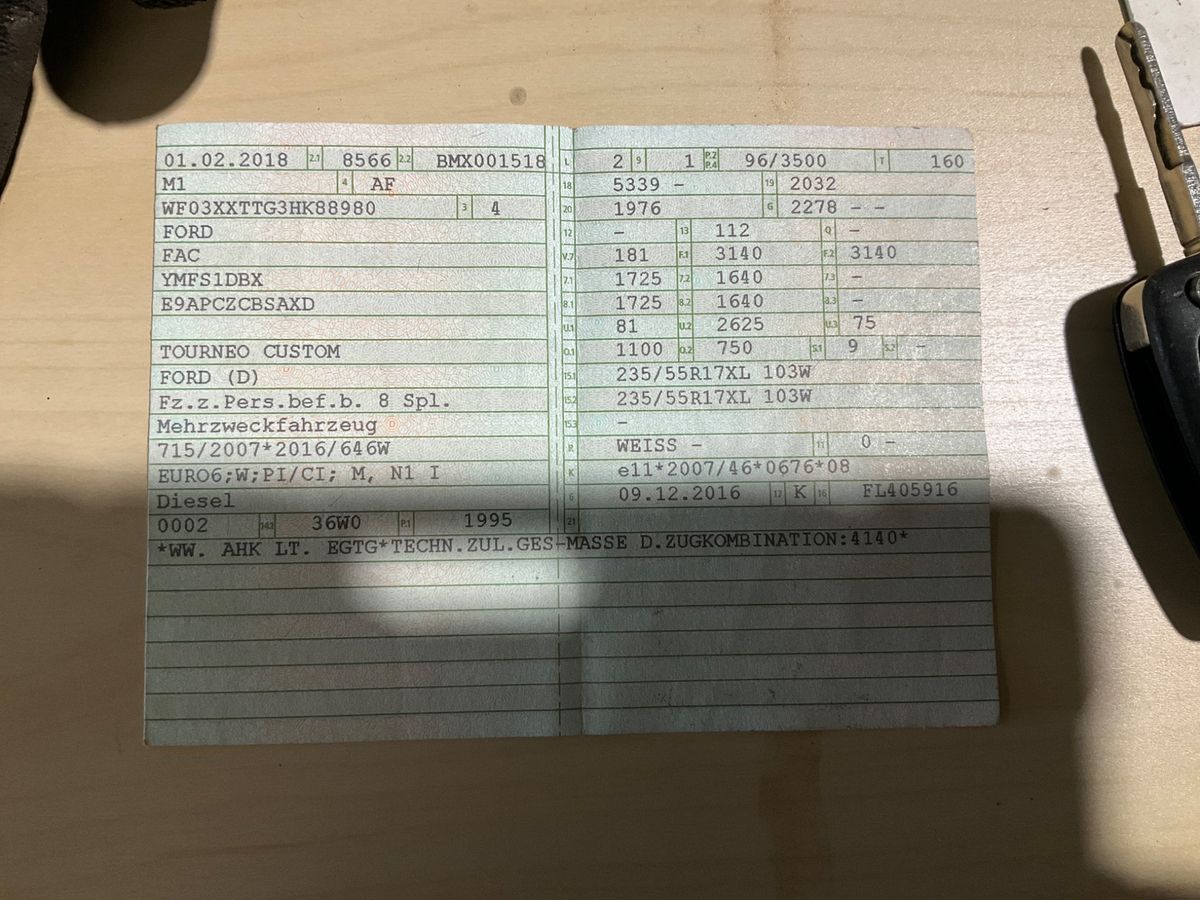 01.02.2018 2.1 8566 2.2 BMX001518
M1 4 AF
WF03XXTTG3HK88980 3 4
FORD
FAC
YMFS1DBX
E9APCZCBSAXD
TOURNEO CUSTOM
FORD (D)
Fz.z.Pers.bef.b. 8 Spl.
Mehrzweckfahrzeug
715/2007*2016/646W
EURO6;W;PI/CI; M, N1 I
Diesel
0002 14.1 36W0 P.1 1995
L 2 9 1 P.2 P.4 96/3500 T 160
18 5339 - 19 2032
20 1976 G 2278 - -
12 - 13 112 Q -
V.7 181 F.1 3140 F.2 3140
7.1 1725 7.2 1640 7.3 -
8.1 1725 8.2 1640 8.3 -
U.1 81 U.2 2625 U.3 75
O.1 1100 O.2 750 S.1 9 S.2 -
15.1 235/55R17XL 103W
15.2 235/55R17XL 103W
15.3 -
R WEISS - 11 0 -
K e11*2007/46*0676*08
6 09.12.2016 17 K 16 FL405916
21
*WW. AHK LT. EGTG*TECHN.ZUL.GES-MASSE D.ZUGKOMBINATION:4140*